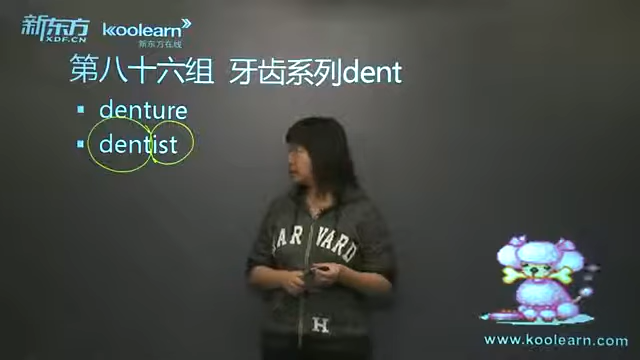 新东方 koolearn
XDF.CN 新东方在线
第八十六组 牙齿系列dent
denture
dentist
HARVARD
H
www.koolearn.com